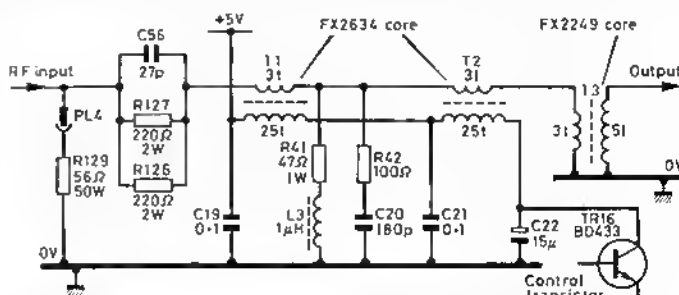 FX2634 core
FX2249 core
+5V
C56
27p
T1
3t
T2
3t
T3
RF input
Output
PL4
R127
220Ω
2W
25t
25t
3t
5t
R129
56Ω
50W
R126
220Ω
2W
R41
47Ω
1W
R42
100Ω
0V
C19
0·1
L3
1μH
C20
180p
C21
0·1
C22
15μ
TR16
BD433
0V
Control
transistor